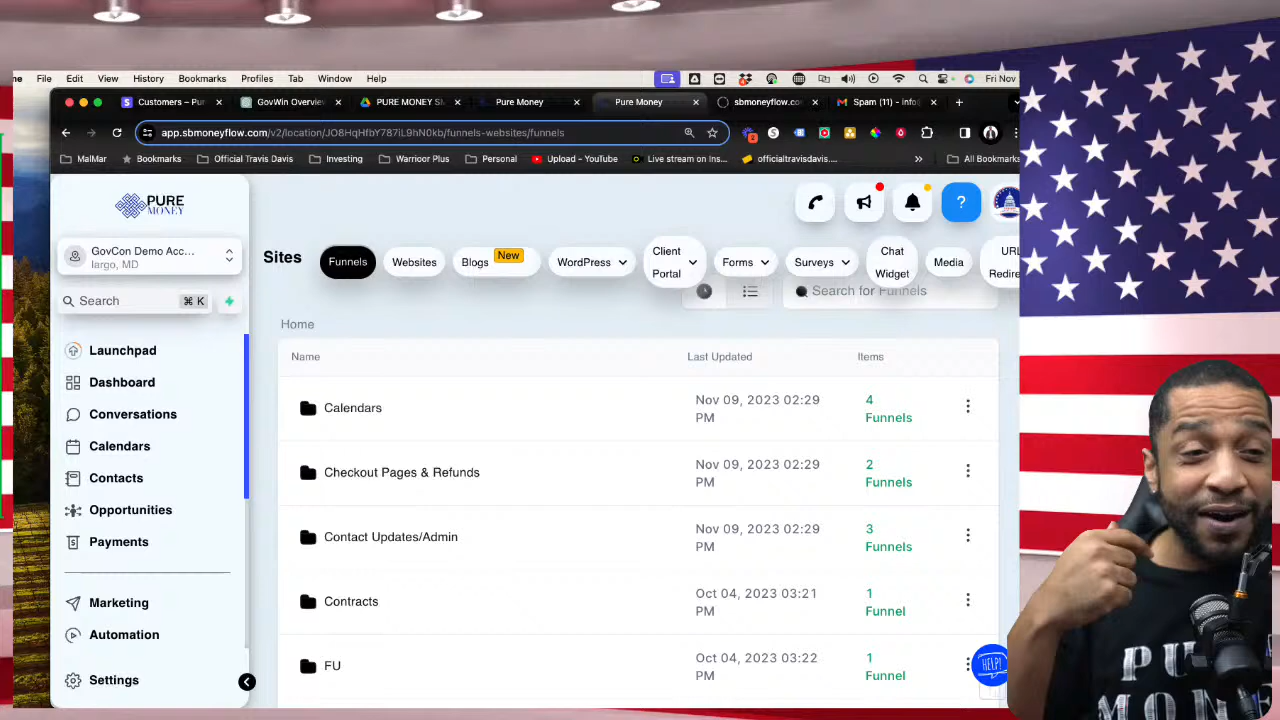 File Edit View History Bookmarks Profiles Tab Window Help
Fri Nov
Customers – Pur
GovWin Overview
PURE MONEY SM
Pure Money
Pure Money
sbmoneyflow.co
Spam (11) – info@
app.sbmoneyflow.com/v2/location/JO8HqHfbY787iL9hN0kb/funnels-websites/funnels
MalMar
Bookmarks
Official Travis Davis
Investing
Warrior Plus
Personal
Upload – YouTube
Live stream on Ins...
officialtravisdavis....
»
All Bookmarks
PURE
MONEY
GovCon Demo Acc...
largo, MD
Search
⌘ K
Launchpad
Dashboard
Conversations
Calendars
Contacts
Opportunities
Payments
Marketing
Automation
Settings
Sites
Funnels
Websites
Blogs
New
WordPress
Client
Portal
Forms
Surveys
Chat
Widget
Media
URL
Redire
Search for Funnels
Home
Name
Last Updated
Items
Calendars
Nov 09, 2023 02:29
PM
4
Funnels
Checkout Pages & Refunds
Nov 09, 2023 02:29
PM
2
Funnels
Contact Updates/Admin
Nov 09, 2023 02:29
PM
3
Funnels
Contracts
Oct 04, 2023 03:21
PM
1
Funnel
FU
Oct 04, 2023 03:22
PM
1
Funnel
HELP!
?